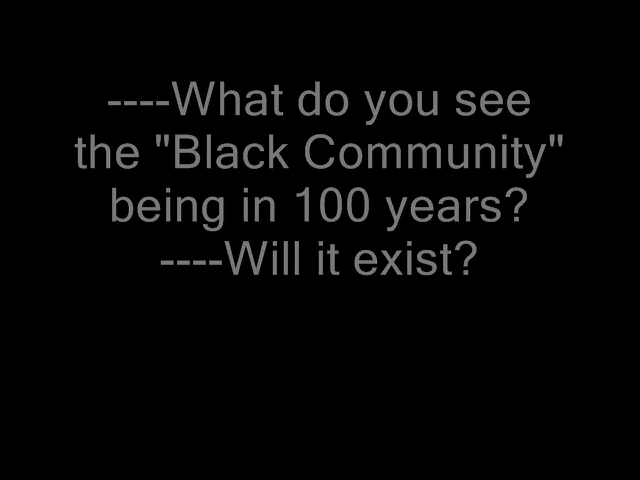 ----What do you see
the "Black Community"
being in 100 years?
----Will it exist?